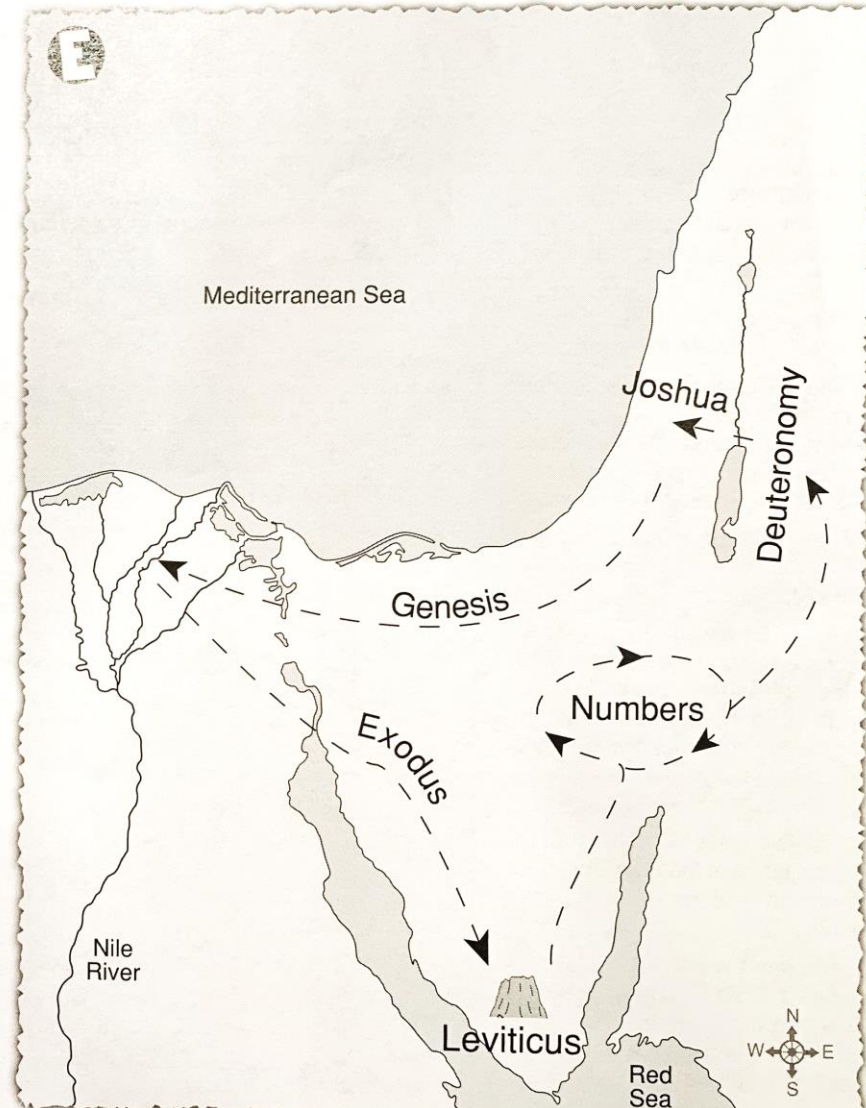 E
Mediterranean Sea
Joshua
Deuteronomy
Genesis
Numbers
Exodus
Nile
River
Leviticus
N
W E
S
Red
Sea